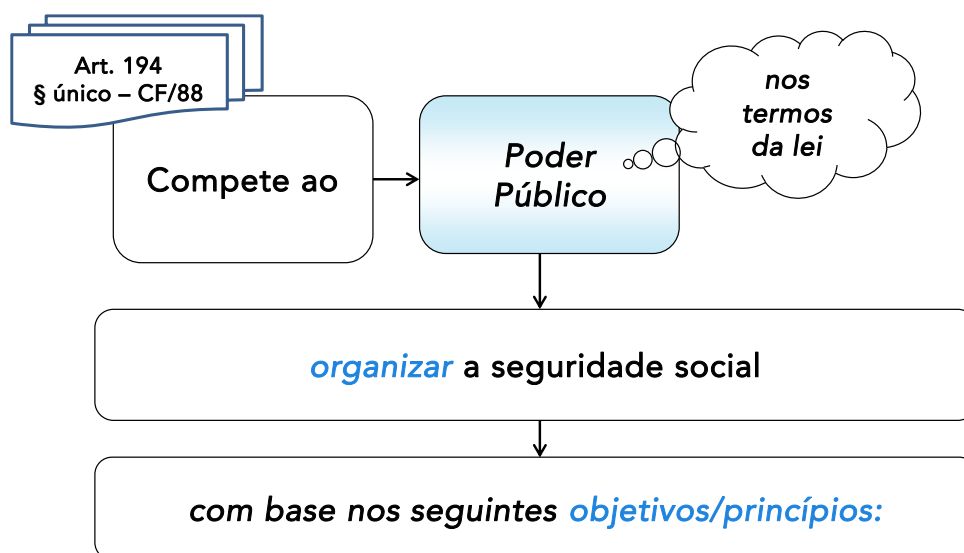 Art. 194
§ único – CF/88
Compete ao
Poder
Público
nos
termos
da lei
organizar a seguridade social
com base nos seguintes objetivos/princípios: